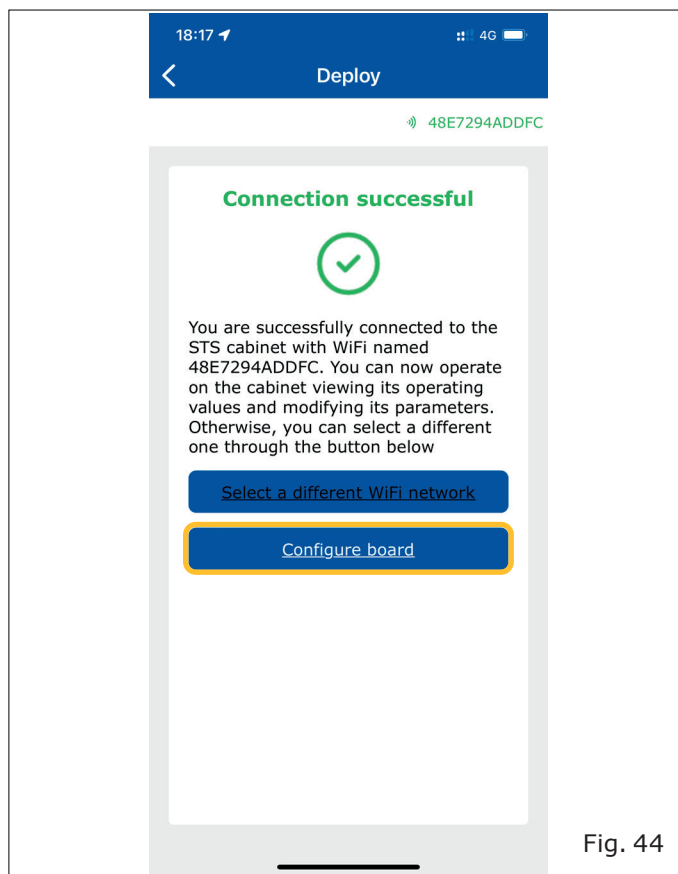 18:17 4G
Deploy
48E7294ADDFC
Connection successful
You are successfully connected to the
STS cabinet with WiFi named
48E7294ADDFC. You can now operate
on the cabinet viewing its operating
values and modifying its parameters.
Otherwise, you can select a different
one through the button below
Select a different WiFi network
Configure board
Fig. 44